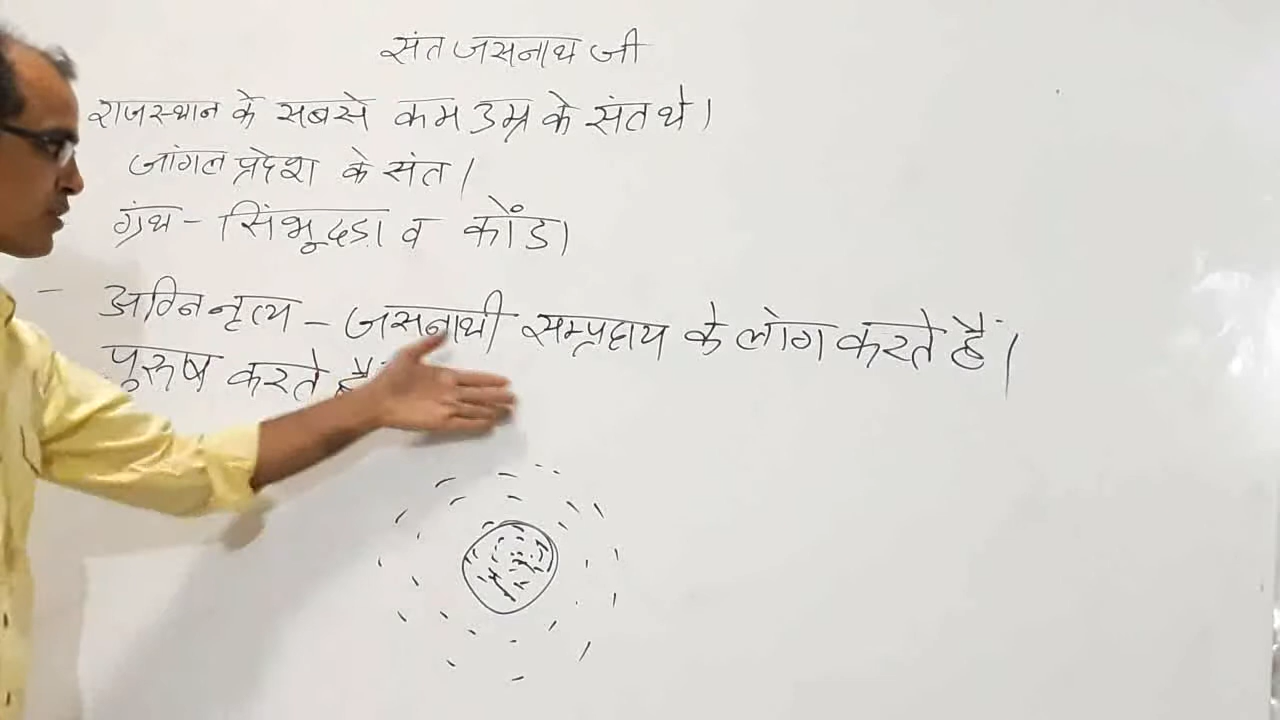 संत जसनाथ जी
राजस्थान के सबसे कम उम्र के संत थे।
जांगल प्रदेश के संत।
ग्रंथ - सिंभूदड़ा व कोंडा
- अग्नि नृत्य - जसनाथी सम्प्रदाय के लोग करते हैं।
पुरूष करते हैं